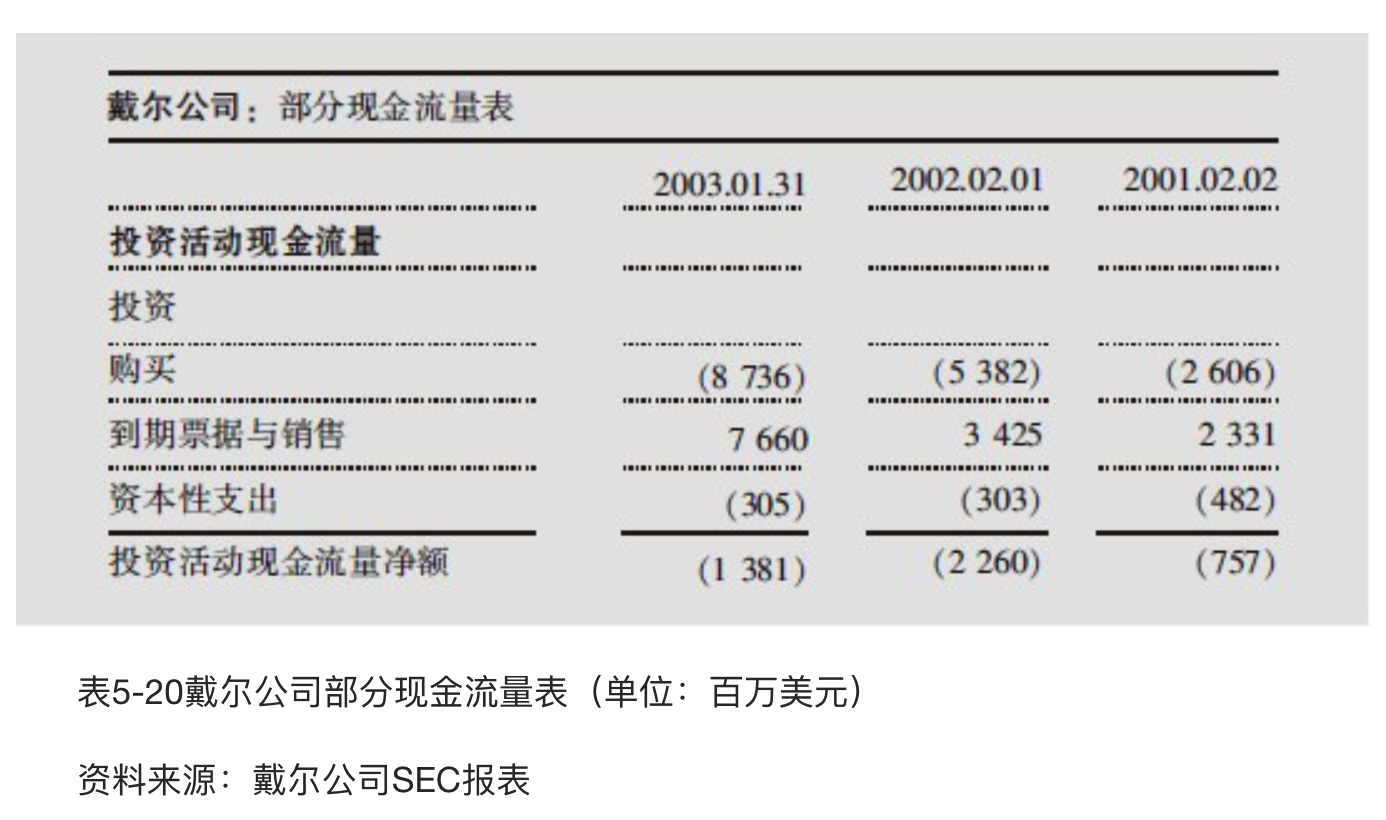 戴尔公司：部分现金流量表
2003.01.31 2002.02.01 2001.02.02
投资活动现金流量
投资
购买 (8 736) (5 382) (2 606)
到期票据与销售 7 660 3 425 2 331
资本性支出 (305) (303) (482)
投资活动现金流量净额 (1 381) (2 260) (757)
表5-20戴尔公司部分现金流量表（单位：百万美元）
资料来源：戴尔公司SEC报表